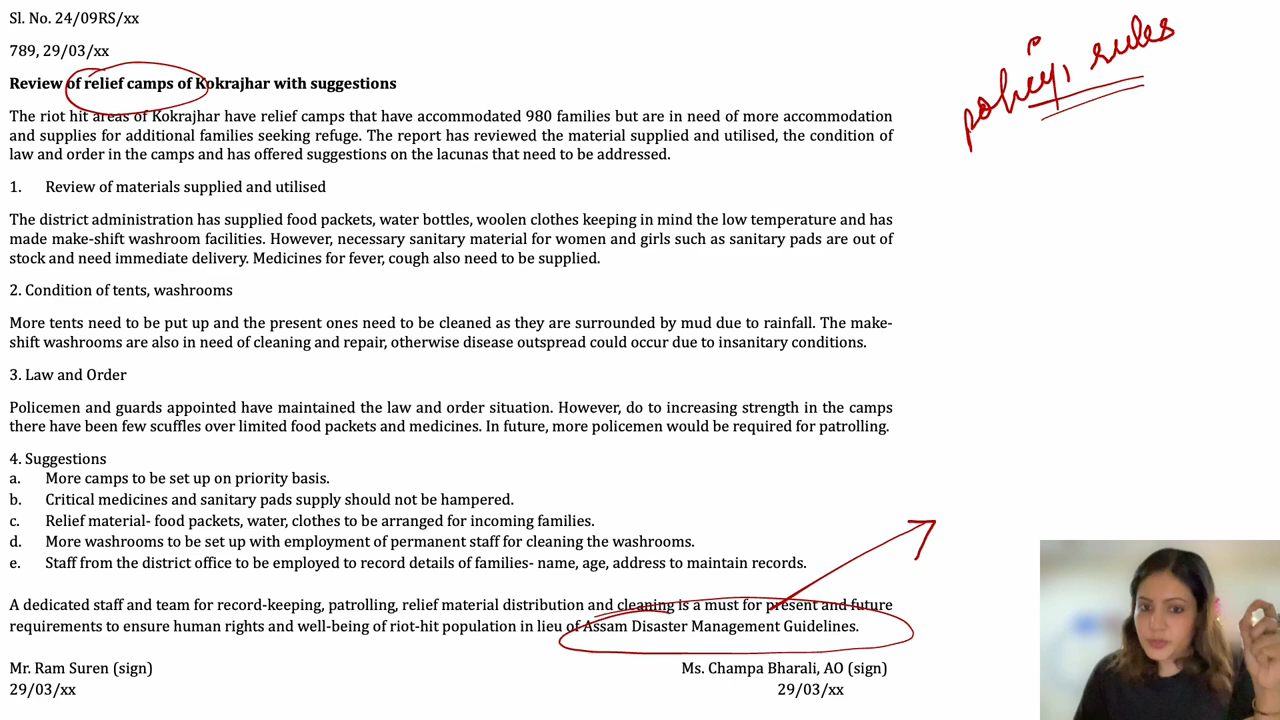 Sl. No. 24/09RS/xx
789, 29/03/xx
Review of relief camps of Kokrajhar with suggestions
The riot hit areas of Kokrajhar have relief camps that have accommodated 980 families but are in need of more accommodation
and supplies for additional families seeking refuge. The report has reviewed the material supplied and utilised, the condition of
law and order in the camps and has offered suggestions on the lacunas that need to be addressed.
1. Review of materials supplied and utilised
The district administration has supplied food packets, water bottles, woolen clothes keeping in mind the low temperature and has
made make-shift washroom facilities. However, necessary sanitary material for women and girls such as sanitary pads are out of
stock and need immediate delivery. Medicines for fever, cough also need to be supplied.
2. Condition of tents, washrooms
More tents need to be put up and the present ones need to be cleaned as they are surrounded by mud due to rainfall. The make-
shift washrooms are also in need of cleaning and repair, otherwise disease outspread could occur due to insanitary conditions.
3. Law and Order
Policemen and guards appointed have maintained the law and order situation. However, do to increasing strength in the camps
there have been few scuffles over limited food packets and medicines. In future, more policemen would be required for patrolling.
4. Suggestions
a. More camps to be set up on priority basis.
b. Critical medicines and sanitary pads supply should not be hampered.
c. Relief material- food packets, water, clothes to be arranged for incoming families.
d. More washrooms to be set up with employment of permanent staff for cleaning the washrooms.
e. Staff from the district office to be employed to record details of families- name, age, address to maintain records.
A dedicated staff and team for record-keeping, patrolling, relief material distribution and cleaning is a must for present and future
requirements to ensure human rights and well-being of riot-hit population in lieu of Assam Disaster Management Guidelines.
Mr. Ram Suren (sign) Ms. Champa Bharali, AO (sign)
29/03/xx 29/03/xx
policy, rules